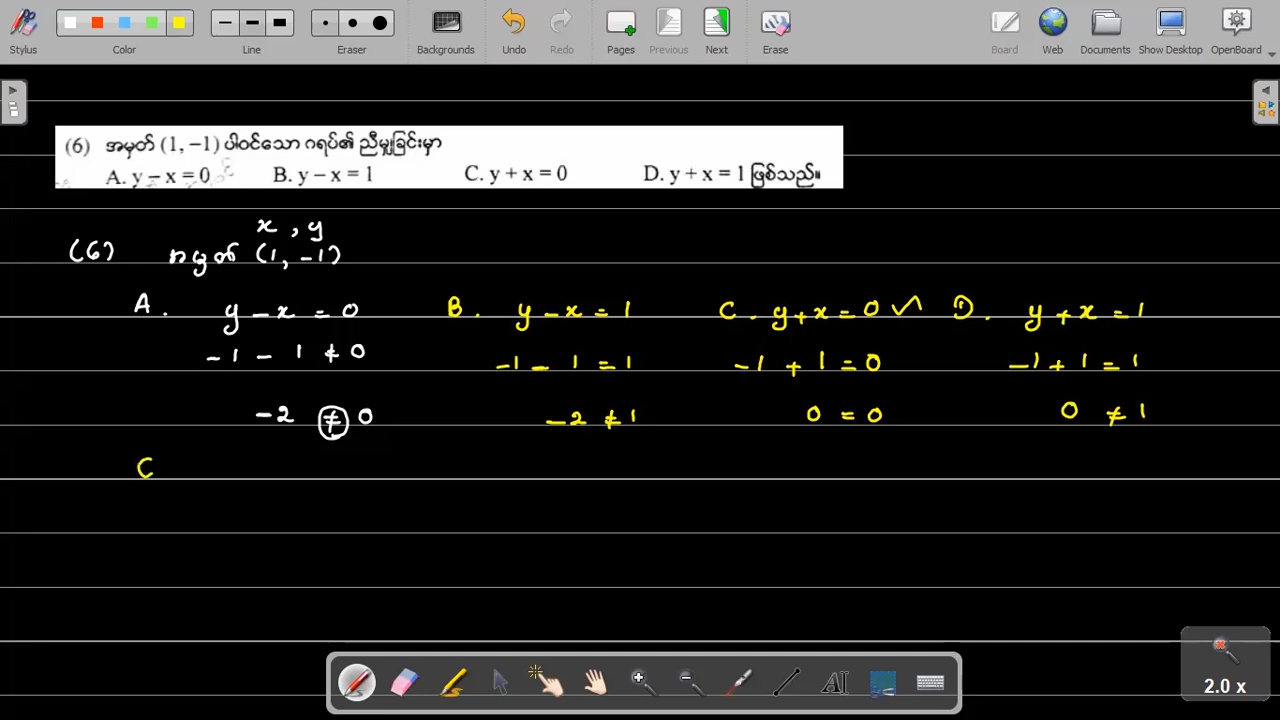 Stylus Color Line Eraser Backgrounds Undo Redo Pages Previous Next Erase Board Web Documents Show Desktop OpenBoard
(6) အမှတ် (1, −1) ပါဝင်သော ဂရပ်၏ ညီမျှခြင်းမှာ
A. y − x = 0 B. y − x = 1 C. y + x = 0 D. y + x = 1 ဖြစ်သည်။
x , y
(6) အမှတ် (1, -1)
A. y - x = 0 B. y - x = 1 C. y + x = 0 ✓ D. y + x = 1
-1 - 1 ≠ 0 -1 - 1 = 1 -1 + 1 = 0 -1 + 1 = 1
-2 ≠ 0 -2 ≠ 1 0 = 0 0 ≠ 1
C
2.0 x